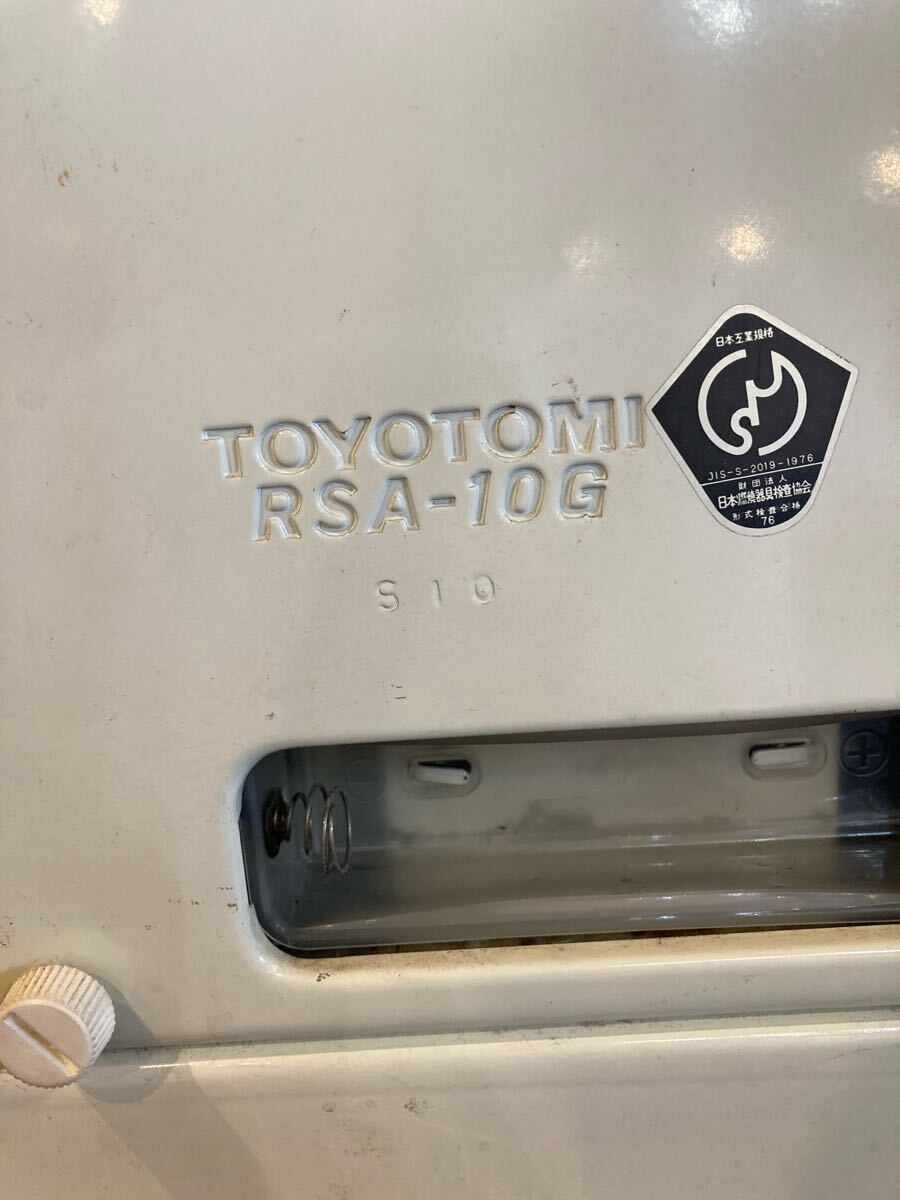 日本工業規格
JIS-S-2019-1976
財団法人
日本燃焼器具検査協会
形式検査合格
76
TOYOTOMI
RSA-10G
S10
+